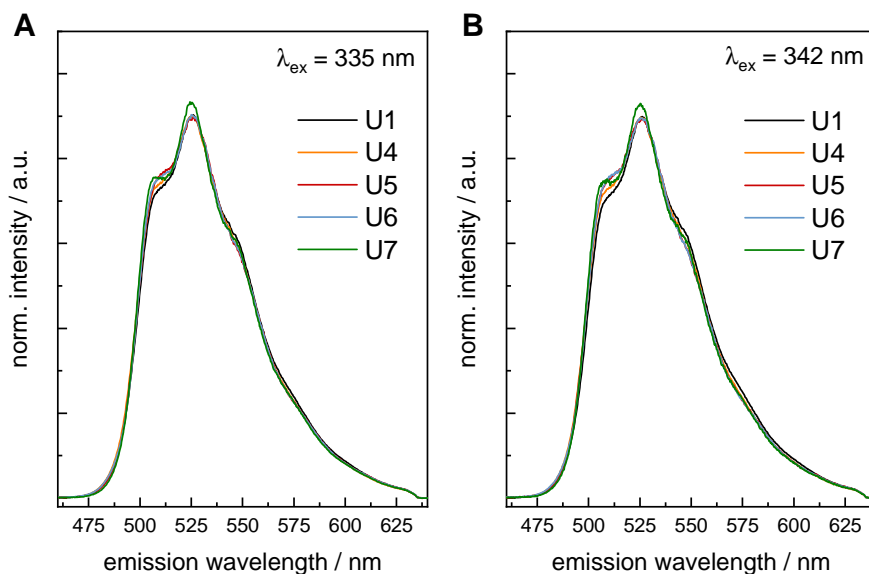 A
λex = 335 nm
U1
U4
U5
U6
U7
norm. intensity / a.u.
475 500 525 550 575 600 625
emission wavelength / nm
B
λex = 342 nm
U1
U4
U5
U6
U7
norm. intensity / a.u.
475 500 525 550 575 600 625
emission wavelength / nm